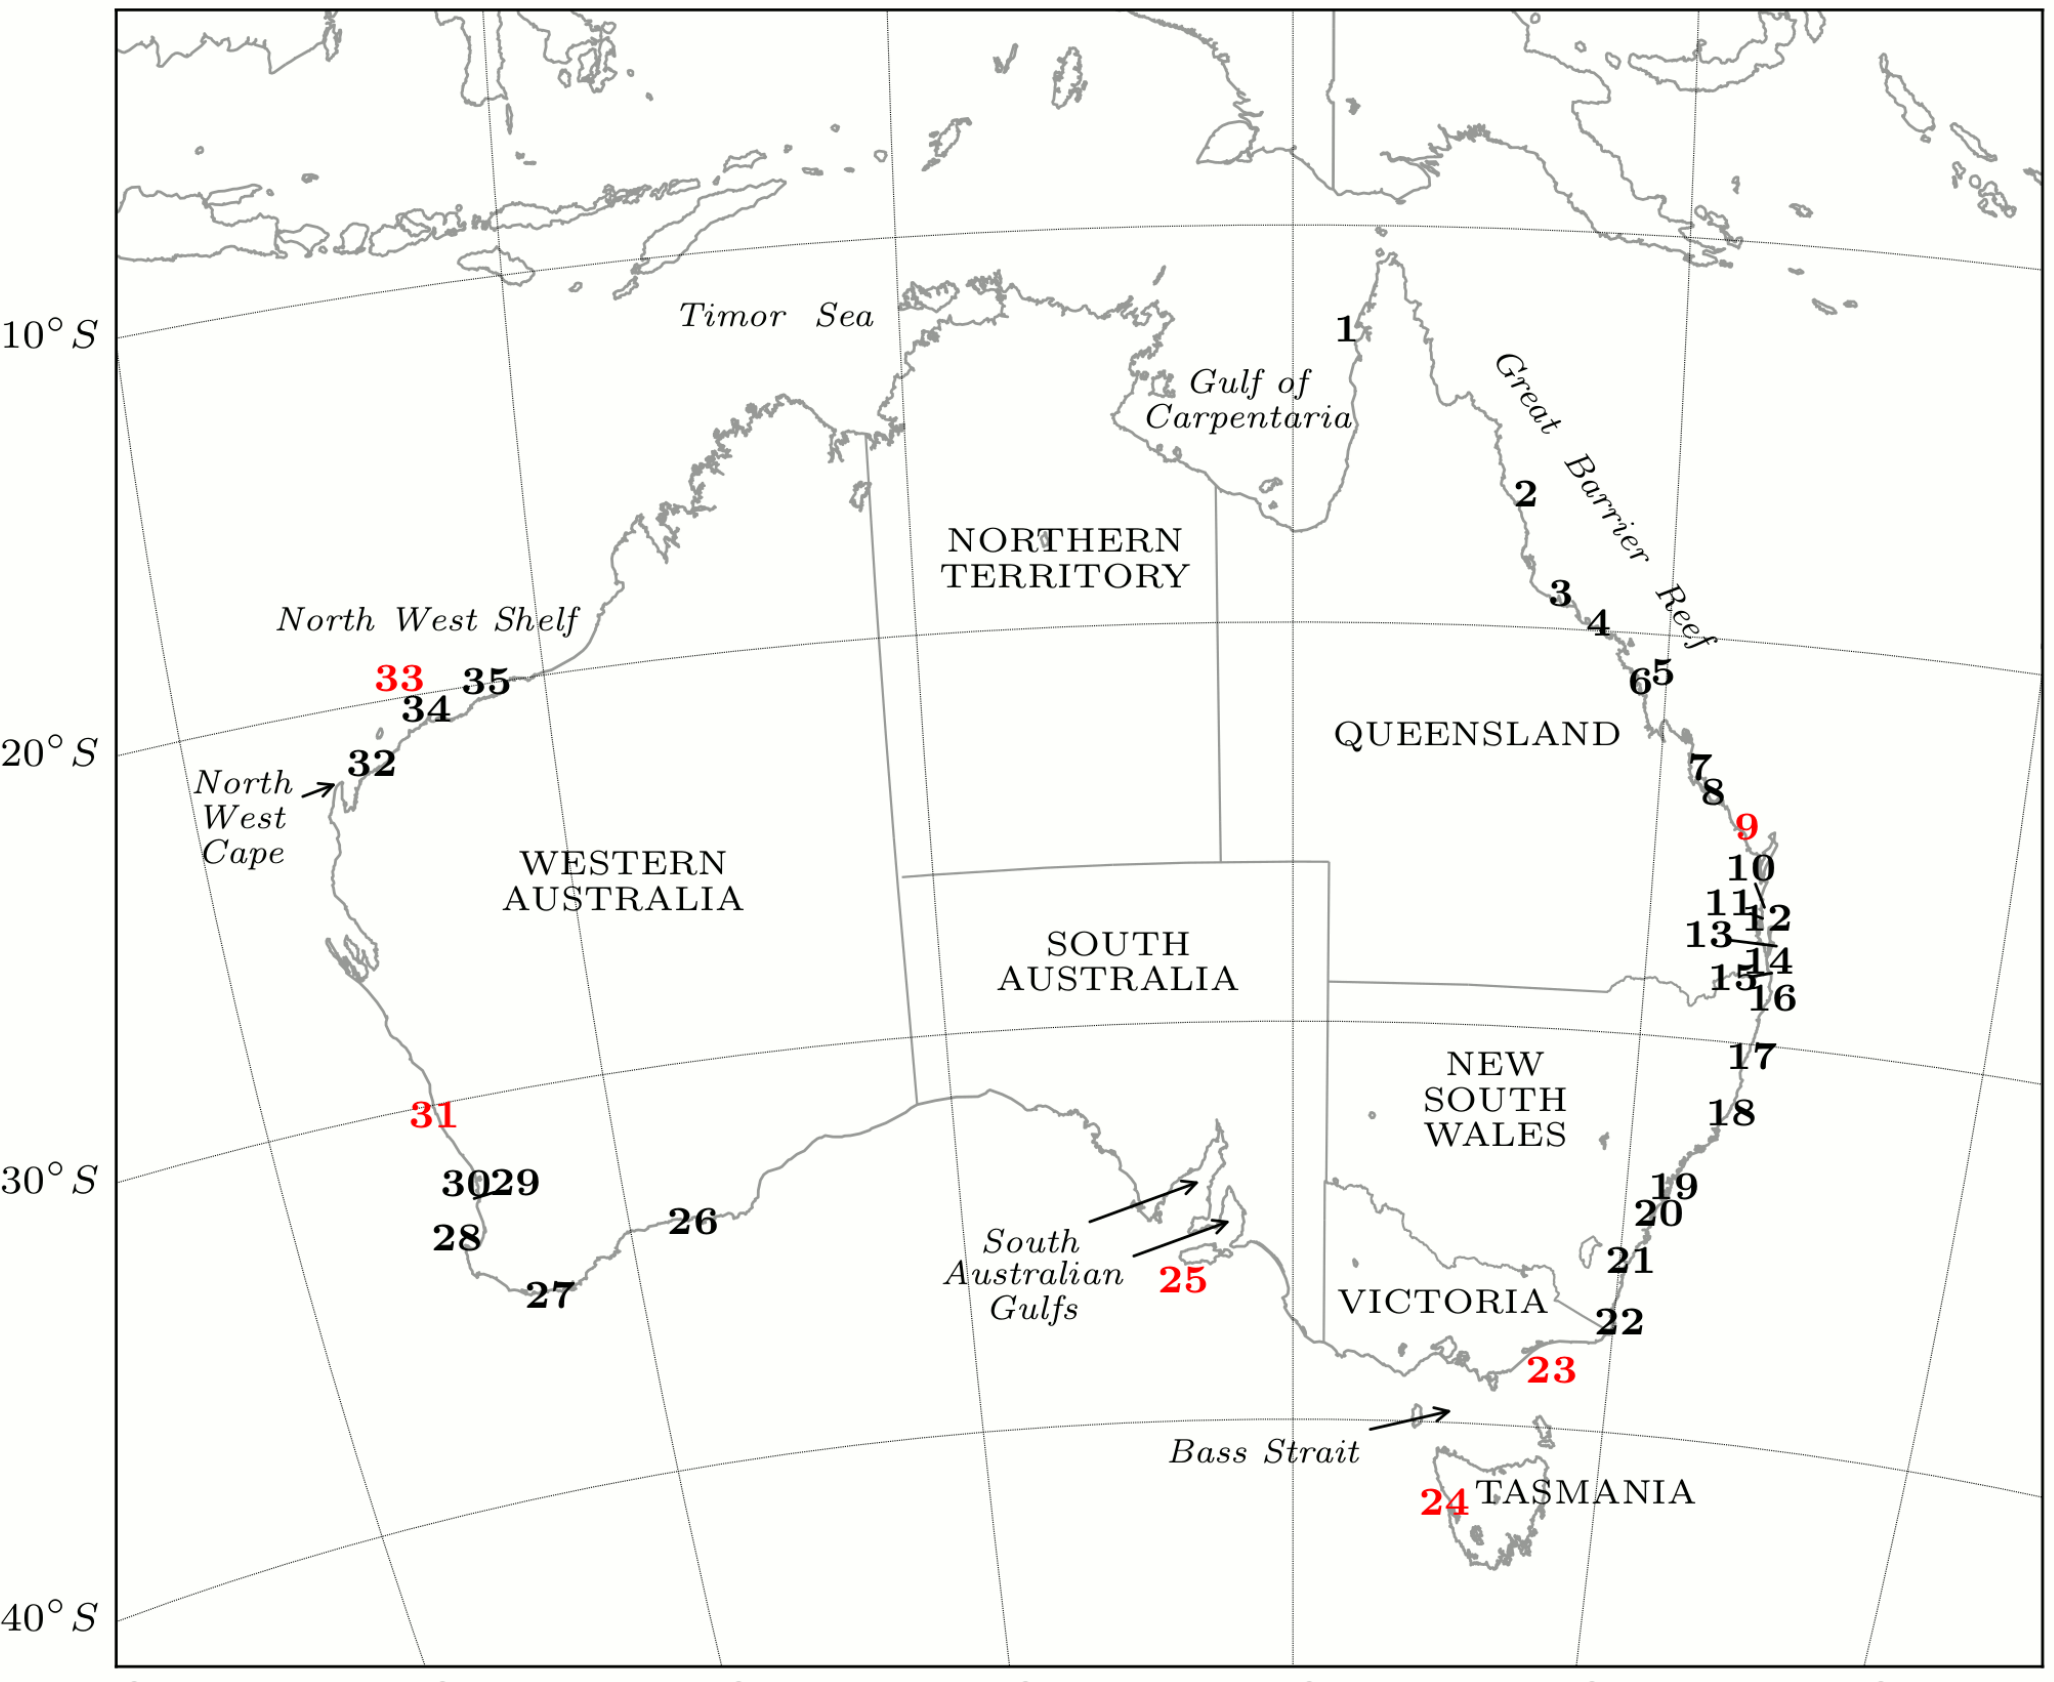 Timor Sea
10° S
1
Gulf of
Carpentaria
Great Barrier Reef
2
NORTHERN
TERRITORY
3
North West Shelf
4
33
35
5
6
34
QUEENSLAND
20° S
32
7
North
West
Cape
8
9
WESTERN
AUSTRALIA
10
11
12
13
SOUTH
AUSTRALIA
14
15
16
17
NEW
SOUTH
WALES
31
18
30° S
30
29
19
20
26
28
South
Australian
Gulfs
21
25
27
VICTORIA
22
23
Bass Strait
24
TASMANIA
40° S